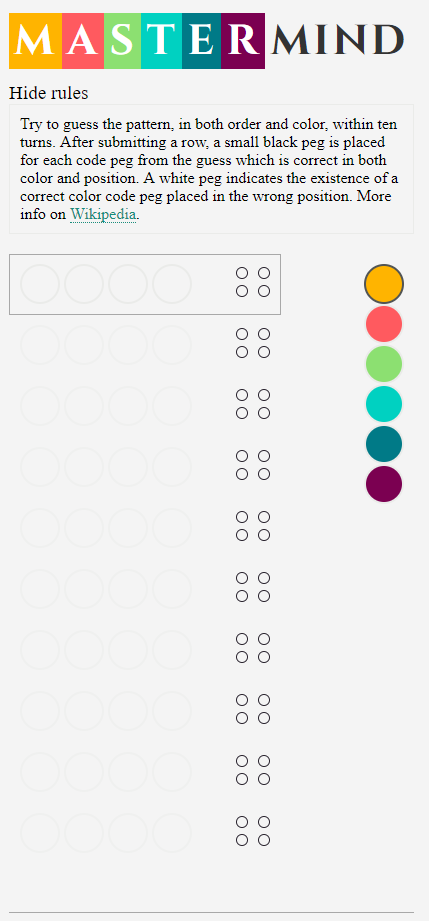 MASTERMIND
Hide rules
Try to guess the pattern, in both order and color, within ten
turns. After submitting a row, a small black peg is placed
for each code peg from the guess which is correct in both
color and position. A white peg indicates the existence of a
correct color code peg placed in the wrong position. More
info on Wikipedia.